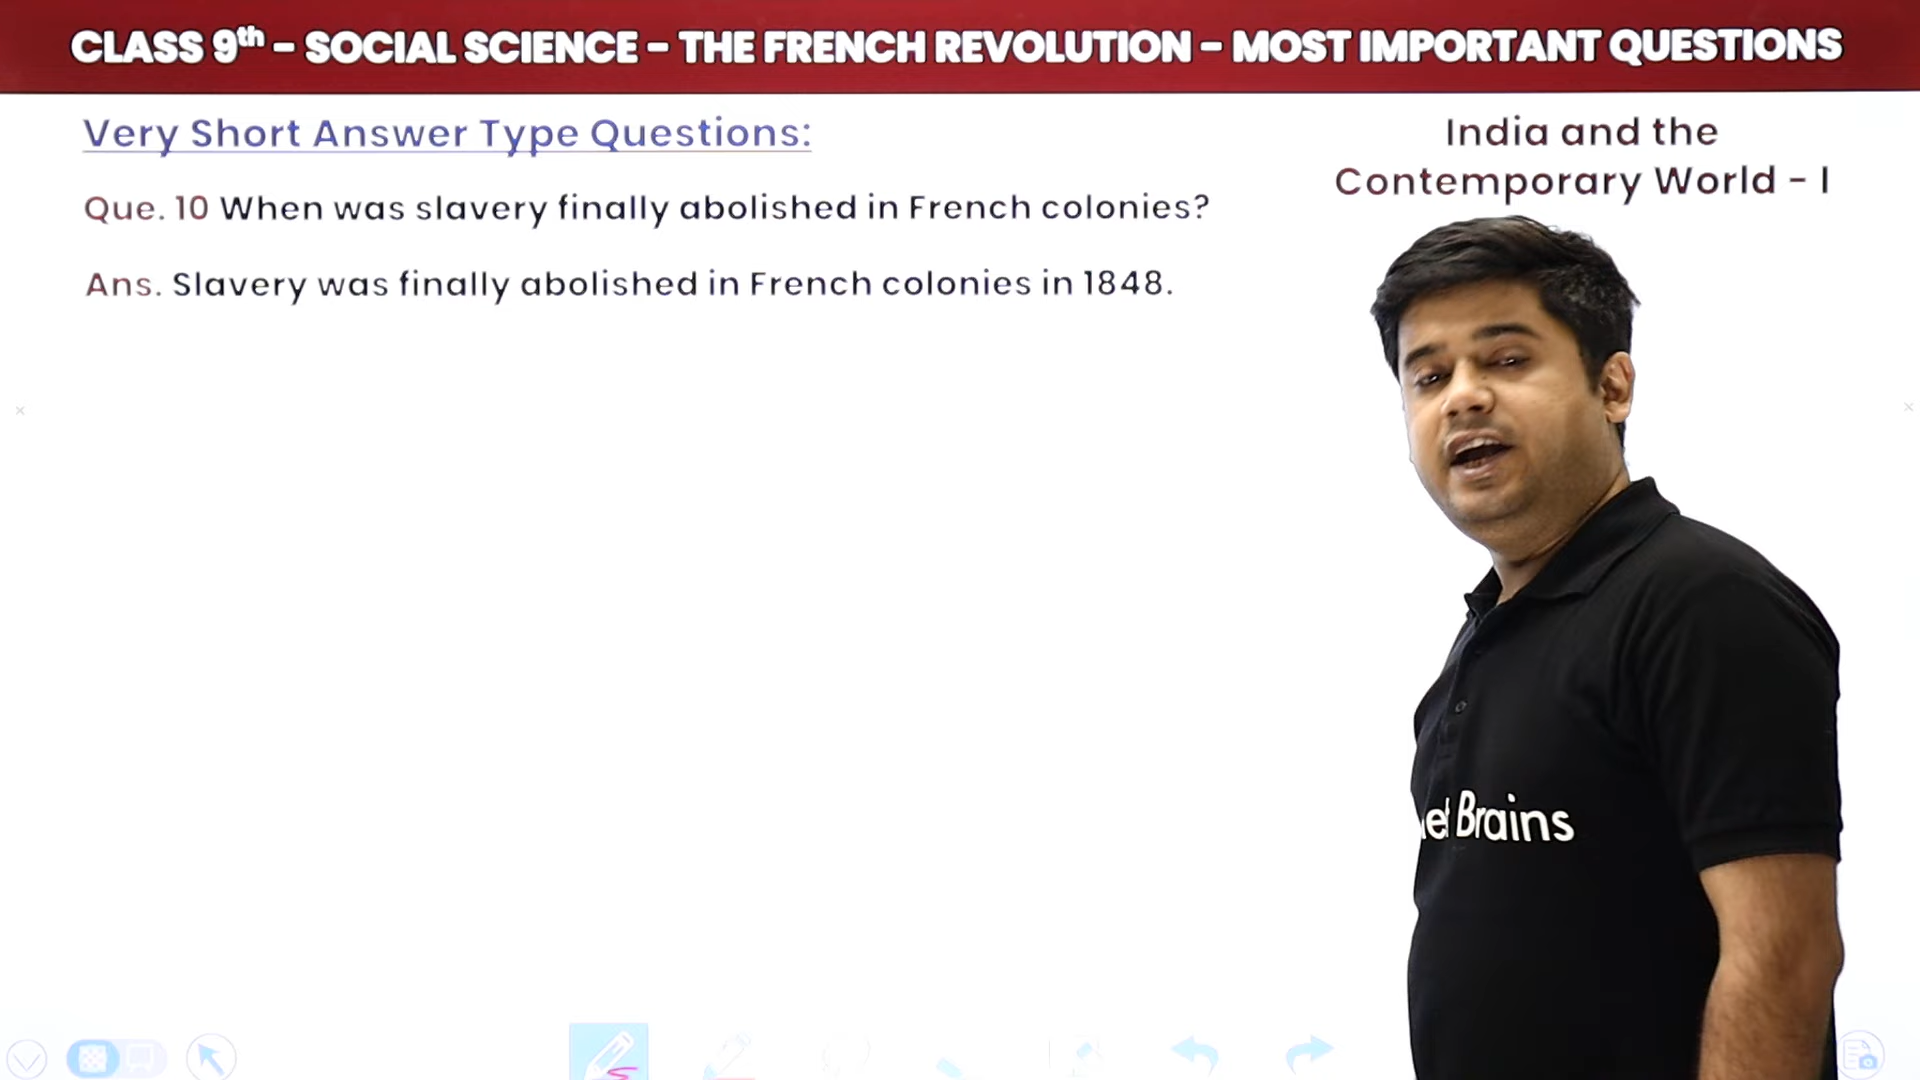 CLASS 9th – SOCIAL SCIENCE – THE FRENCH REVOLUTION – MOST IMPORTANT QUESTIONS
Very Short Answer Type Questions:
India and the
Contemporary World - I
Que. 10 When was slavery finally abolished in French colonies?
Ans. Slavery was finally abolished in French colonies in 1848.
Brains